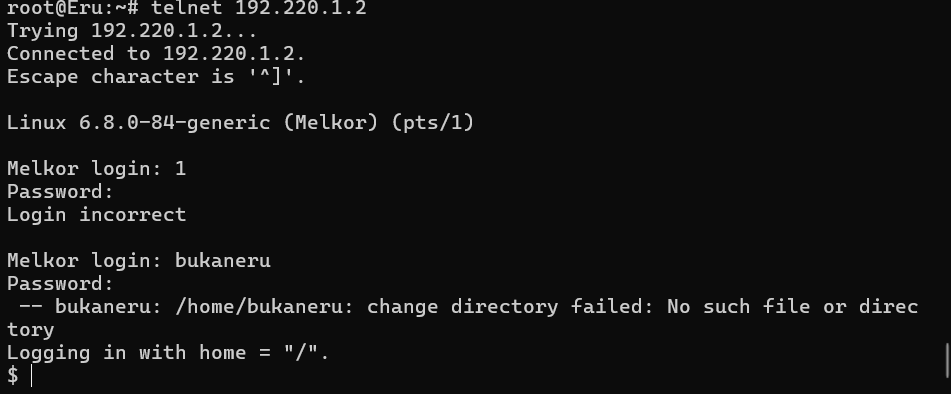 root@Eru:~# telnet 192.220.1.2
Trying 192.220.1.2...
Connected to 192.220.1.2.
Escape character is '^]'.

Linux 6.8.0-84-generic (Melkor) (pts/1)

Melkor login: 1
Password:
Login incorrect

Melkor login: bukaneru
Password:
 -- bukaneru: /home/bukaneru: change directory failed: No such file or direc
tory
Logging in with home = "/".
$